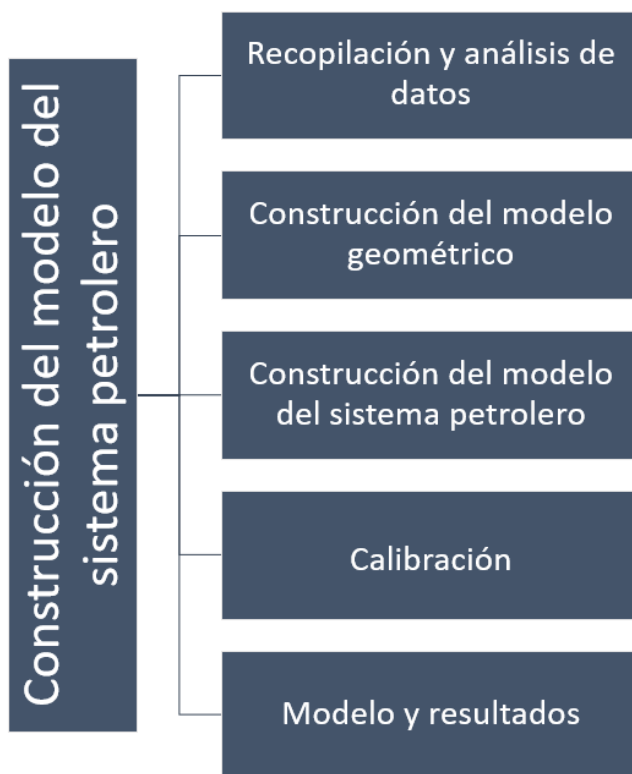 Construcción del modelo del
sistema petrolero
Recopilación y análisis de
datos
Construcción del modelo
geométrico
Construcción del modelo
del sistema petrolero
Calibración
Modelo y resultados